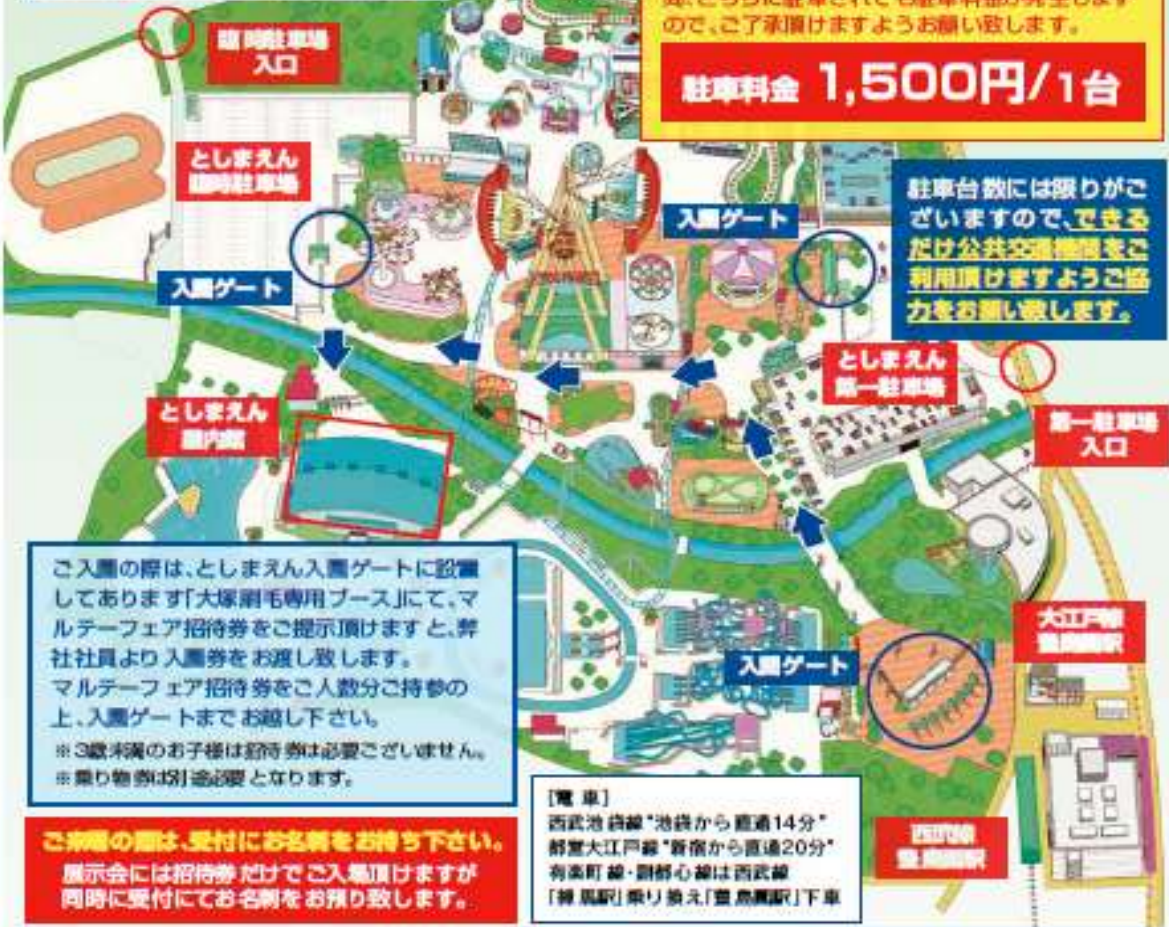 ので、ご了承頂けますようお願い致します。
駐車料金 1,500円/1台
臨時駐車場
入口
としまえん
臨時駐車場
入園ゲート
入園ゲート
駐車台数には限りがご
ざいますので、できる
だけ公共交通機関をご
利用頂けますようご協
力をお願い致します。
としまえん
第一駐車場
第一駐車場
入口
としまえん
屋内館
ご入園の際は、としまえん入園ゲートに設置
してあります「大塚刷毛専用ブース」にて、マ
ルテーフェア招待券をご提示頂けますと、弊
社社員より入園券をお渡し致します。
マルテーフェア招待券をご人数分ご持参の
上、入園ゲートまでお越し下さい。
※3歳未満のお子様は招待券は必要ございません。
※乗り物券は別途必要となります。
入園ゲート
大江戸線
豊島園駅
西武線
豊島園駅
ご来場の際は、受付にお名刺をお持ち下さい。
展示会には招待券だけでご入場頂けますが
同時に受付にてお名刺をお預り致します。
[電車]
西武池袋線"池袋から直通14分"
都営大江戸線"新宿から直通20分"
有楽町線・副都心線は西武線
「練馬駅」乗り換え「豊島園駅」下車